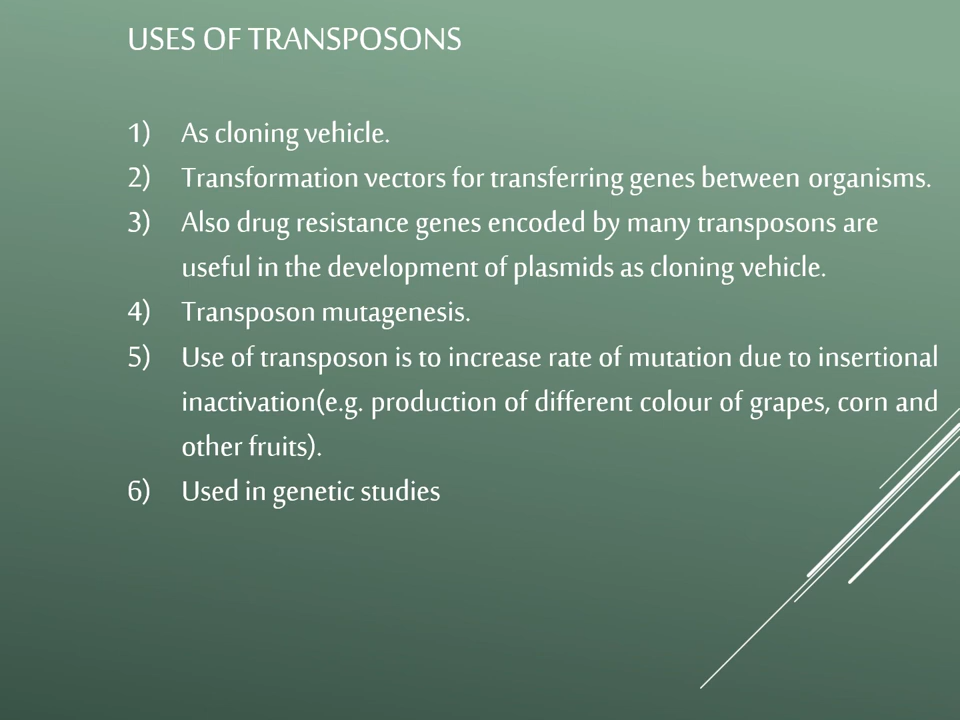 USES OF TRANSPOSONS
1) As cloning vehicle.
2) Transformation vectors for transferring genes between organisms.
3) Also drug resistance genes encoded by many transposons are
useful in the development of plasmids as cloning vehicle.
4) Transposon mutagenesis.
5) Use of transposon is to increase rate of mutation due to insertional
inactivation(e.g. production of different colour of grapes, corn and
other fruits).
6) Used in genetic studies